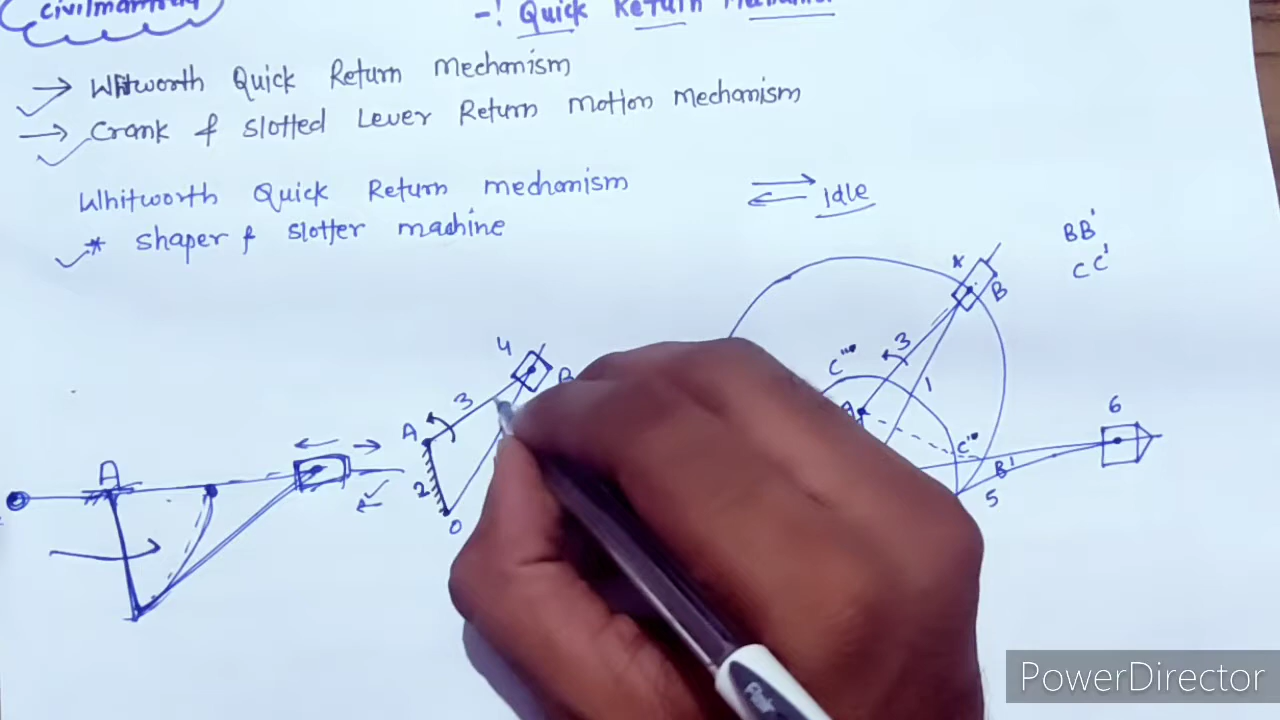 -! Quick Return
→ Whitworth Quick Return Mechanism
→ Crank & Slotted Lever Return Motion Mechanism
Whitworth Quick Return mechanism
Idle
* Shaper & Slotter machine
BB'
CC'
4
B
3
A
2
O
A
B
3
C'''
1
A
C''
B'
5
6
Flair
PowerDirector